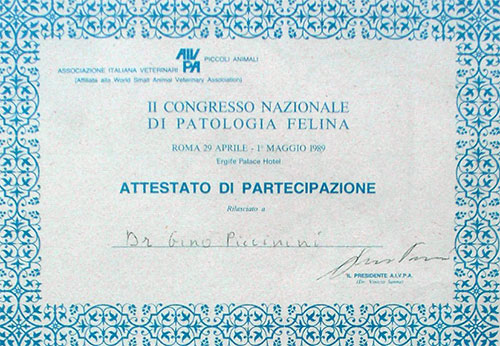 AIVPA
ASSOCIAZIONE ITALIANA VETERINARI PICCOLI ANIMALI
(Affiliata alla World Small Animal Veterinary Association)
II CONGRESSO NAZIONALE
DI PATOLOGIA FELINA
ROMA 29 APRILE - 1° MAGGIO 1989
Ergife Palace Hotel
ATTESTATO DI PARTECIPAZIONE
Rilasciato a
Dr Gino Piccinini
IL PRESIDENTE A.I.V.P.A.